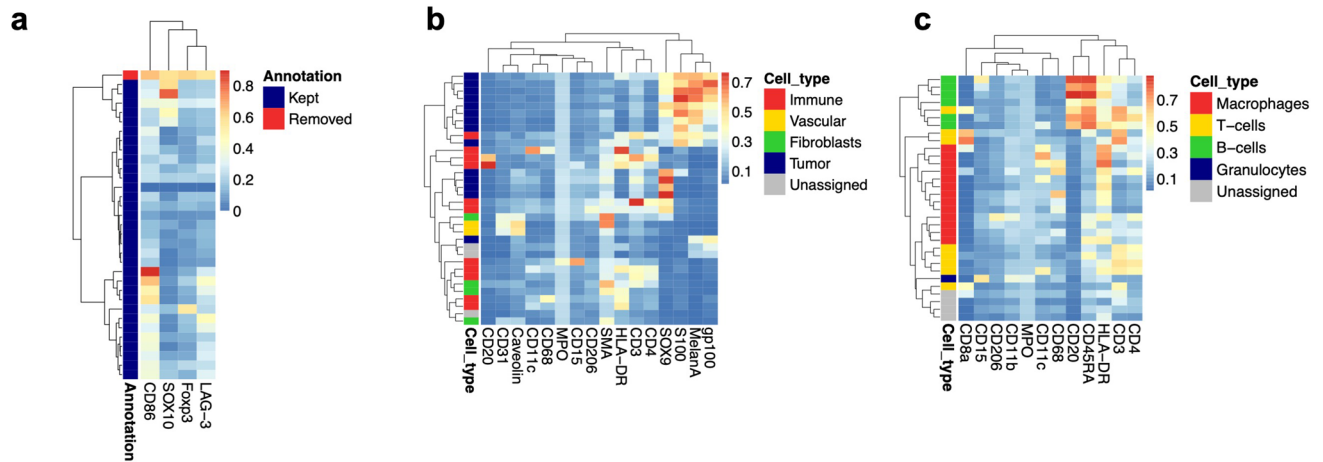 a
b
c
0.8
0.6
0.4
0.2
0
Annotation
Kept
Removed
Annotation
CD86
SOX10
Foxp3
LAG−3
0.7
0.5
0.3
0.1
Cell_type
Immune
Vascular
Fibroblasts
Tumor
Unassigned
Cell_type
CD20
CD31
Caveolin
CD11c
CD68
MPO
CD15
CD206
SMA
HLA−DR
CD3
CD4
SOX9
S100
MelanA
gp100
0.7
0.5
0.3
0.1
Cell_type
Macrophages
T−cells
B−cells
Granulocytes
Unassigned
Cell_type
CD8a
CD15
CD206
CD11b
MPO
CD11c
CD68
CD20
CD45RA
HLA−DR
CD3
CD4